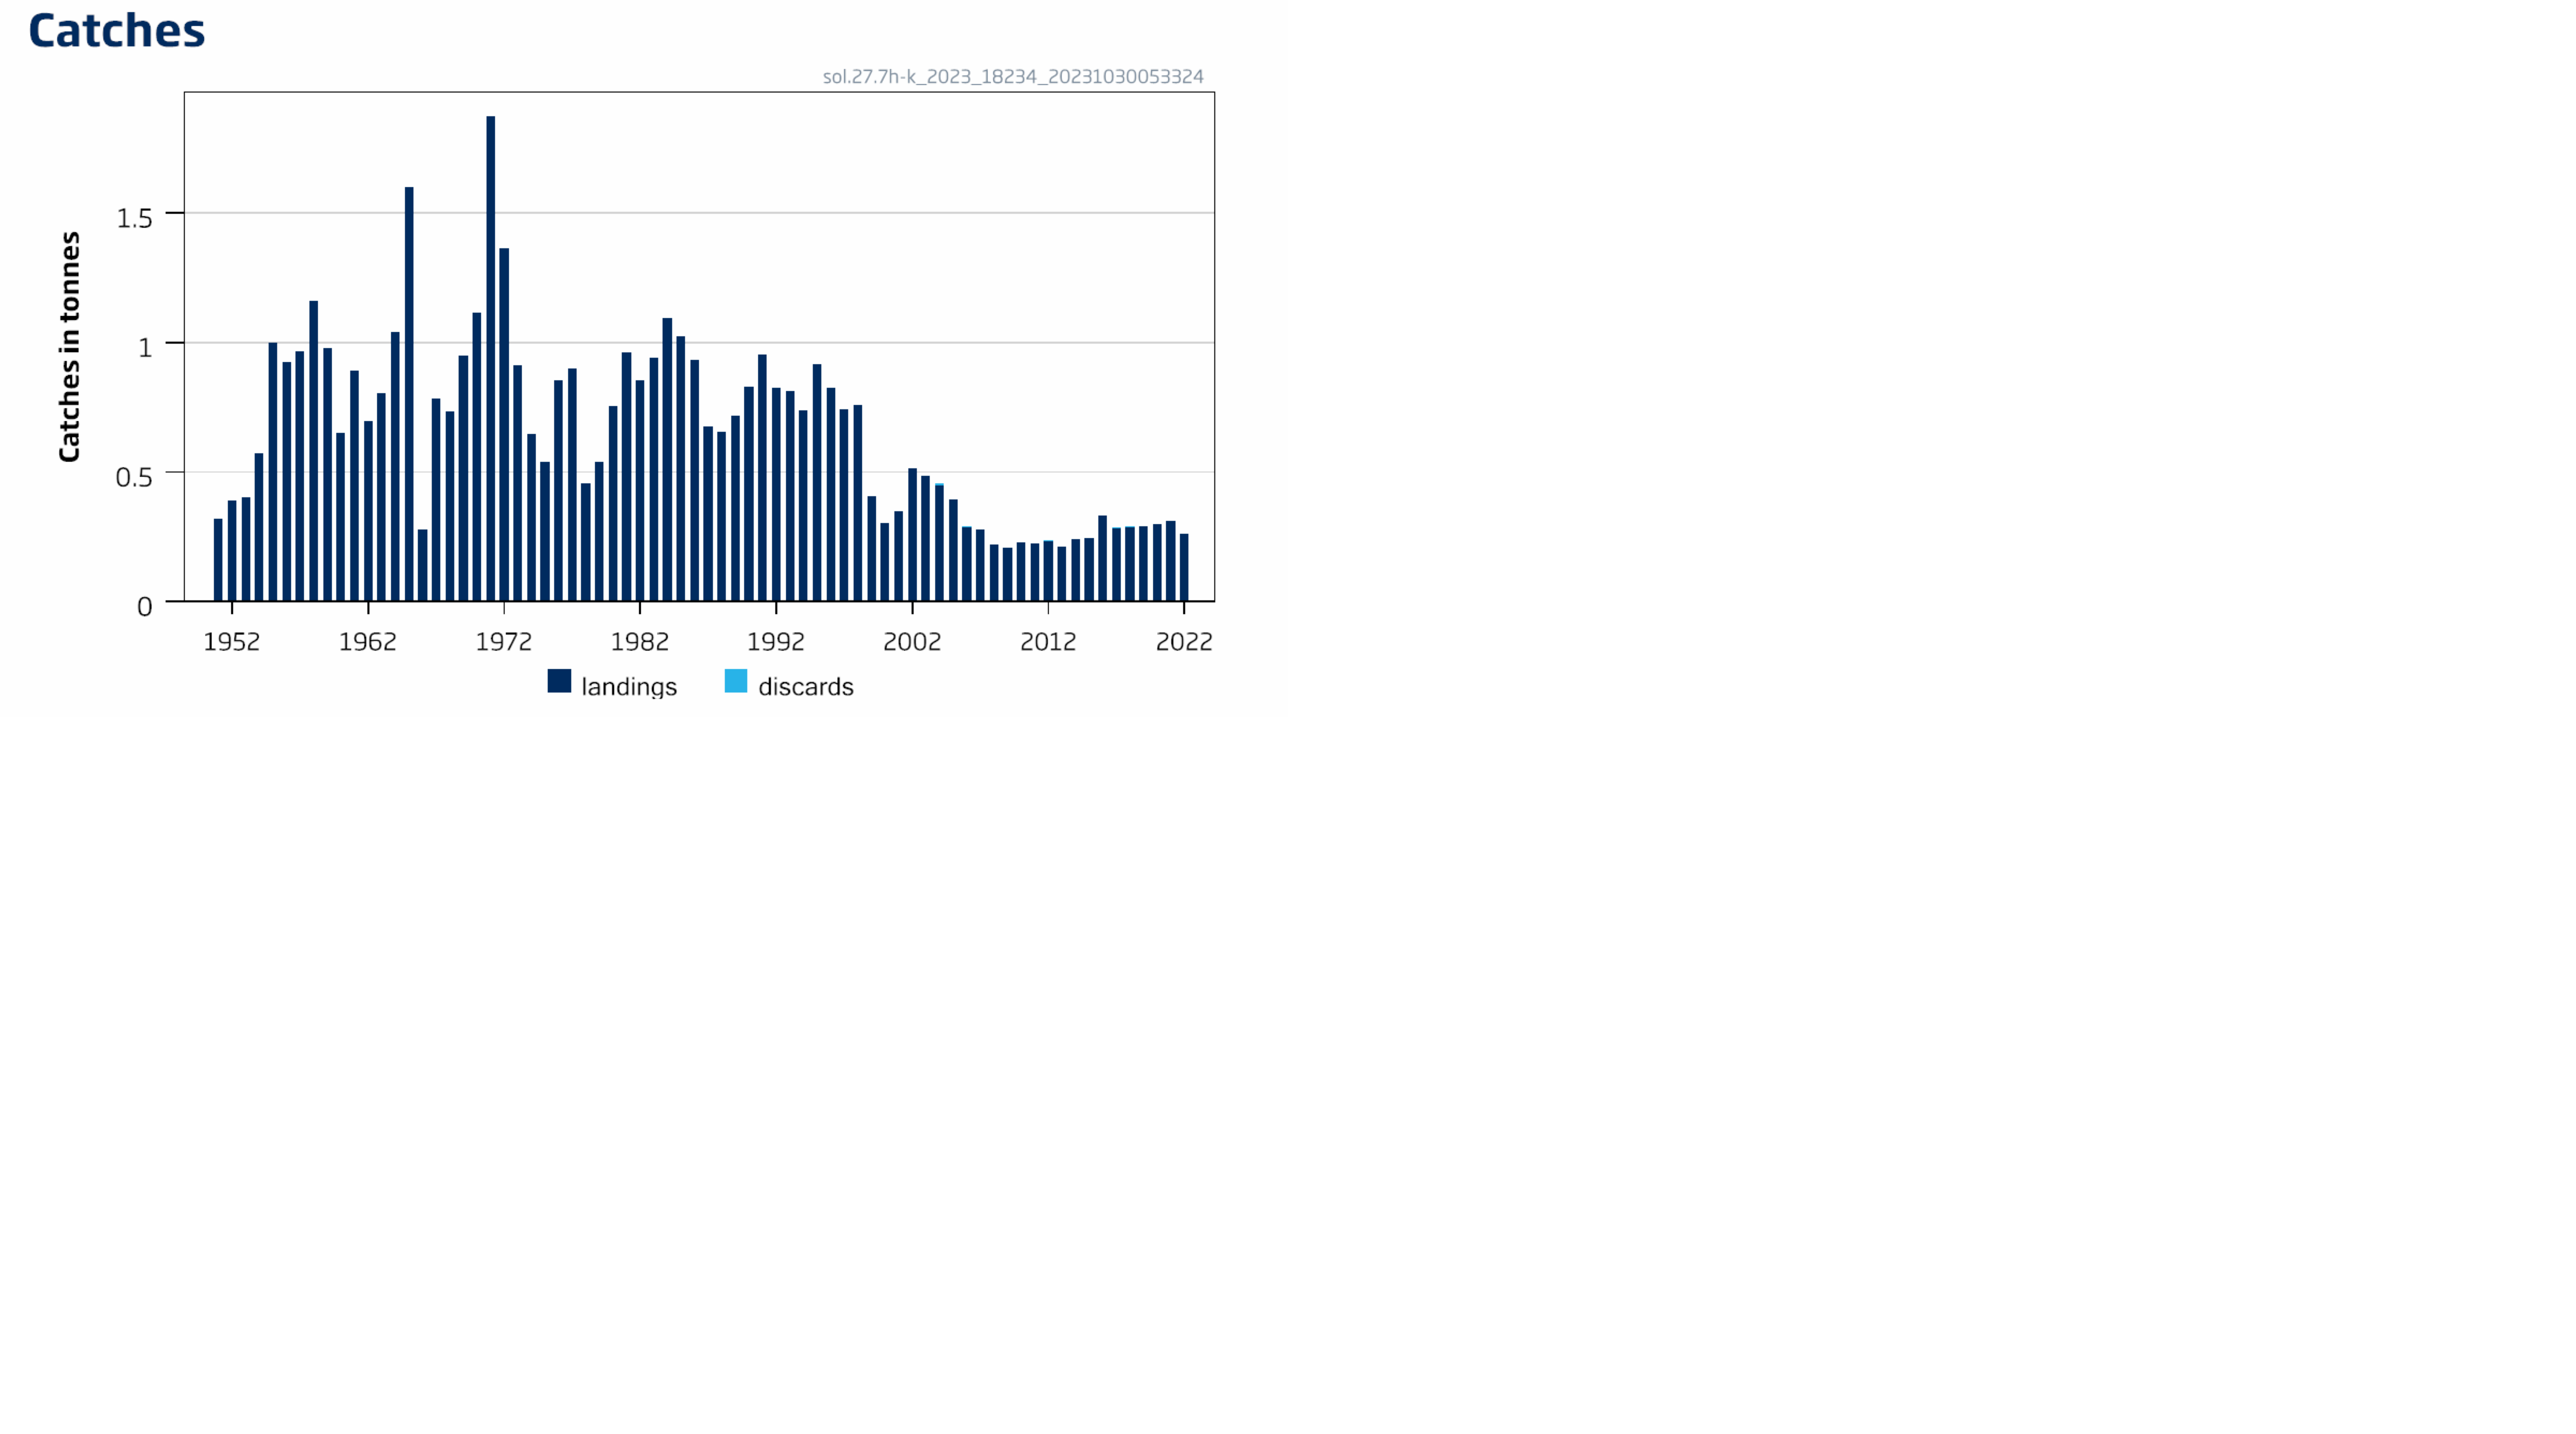 Catches
sol.27.7h-k_2023_18234_20231030053324
Catches in tonnes
1.5
1
0.5
0
1952 1962 1972 1982 1992 2002 2012 2022
landings discards